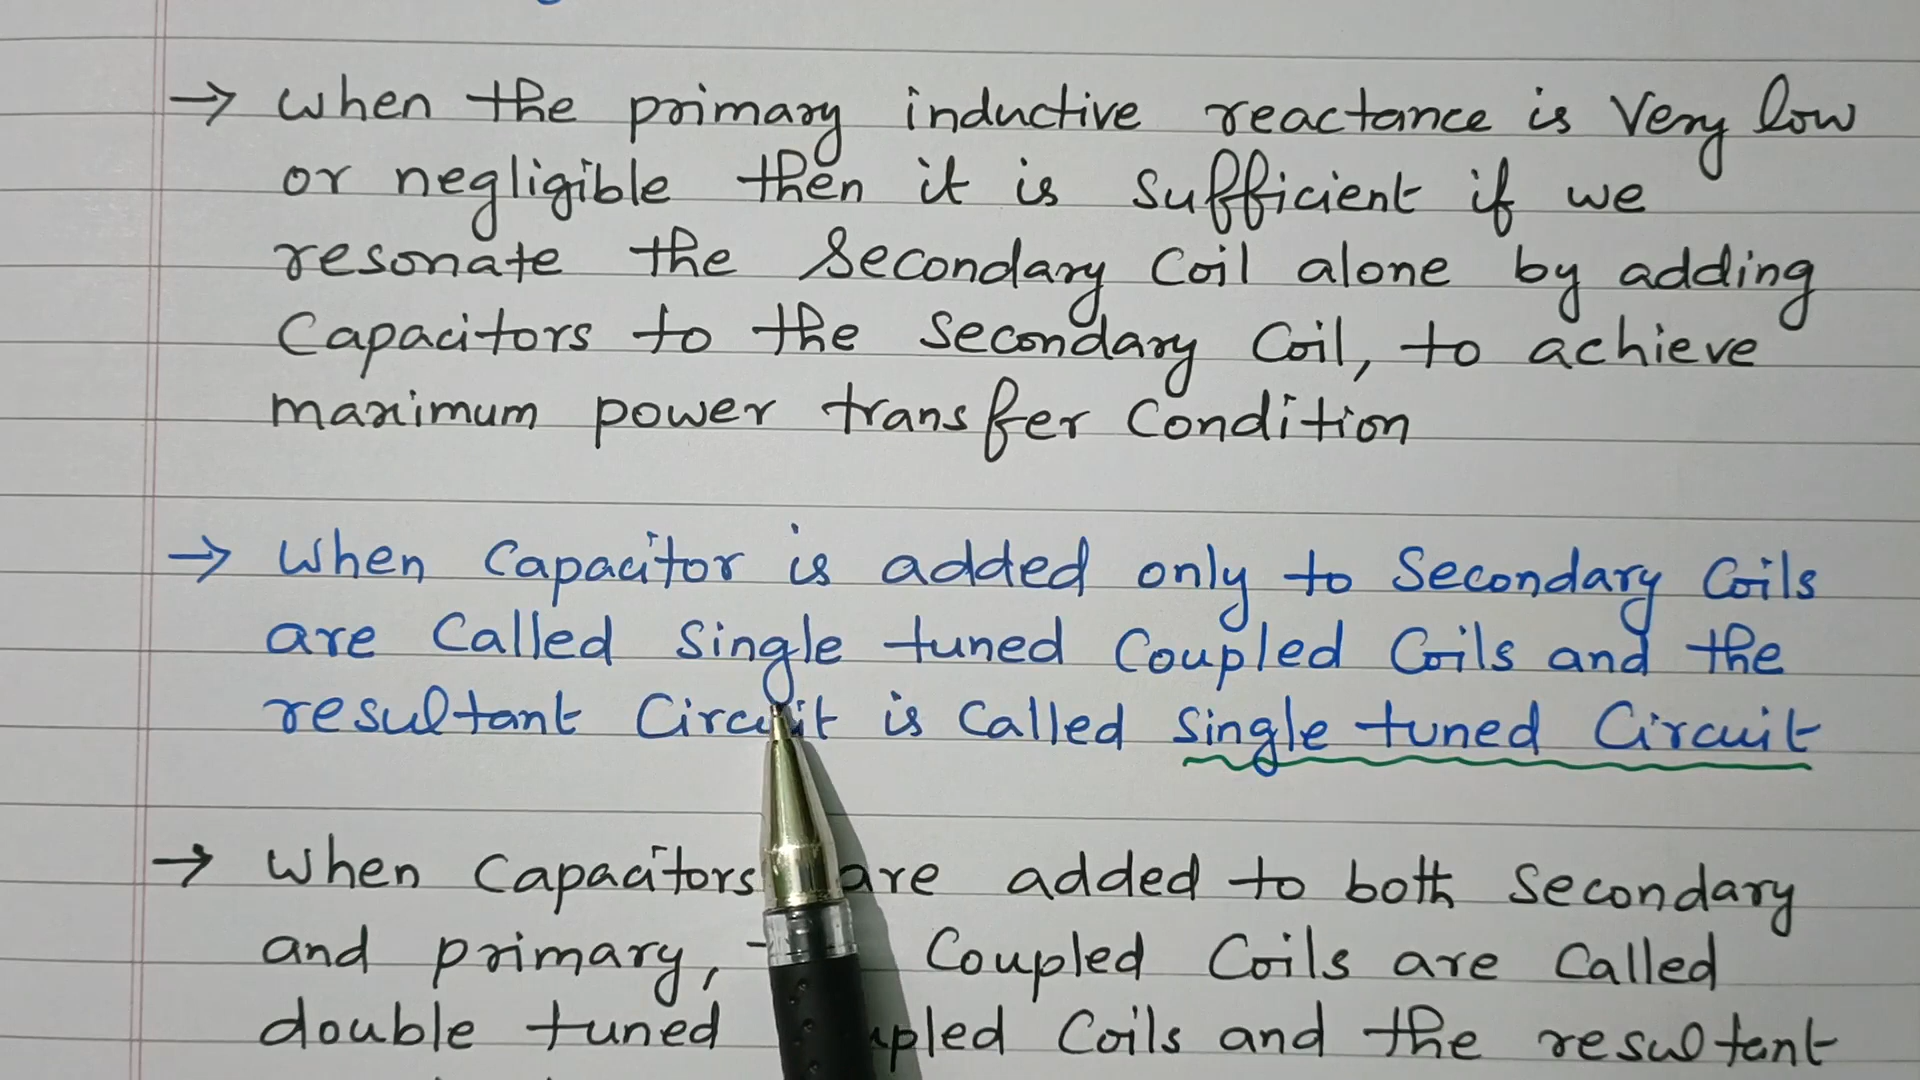 → When the primary inductive reactance is very low
or negligible then it is sufficient if we
resonate the secondary coil alone by adding
Capacitors to the secondary Coil, to achieve
maximum power transfer Condition
→ When Capacitor is added only to Secondary Coils
are Called Single tuned Coupled Coils and the
resultant Circuit is called Single tuned Circuit
→ When Capacitors are added to both Secondary
and primary, Coupled Coils are called
double tuned Coils and the resultant